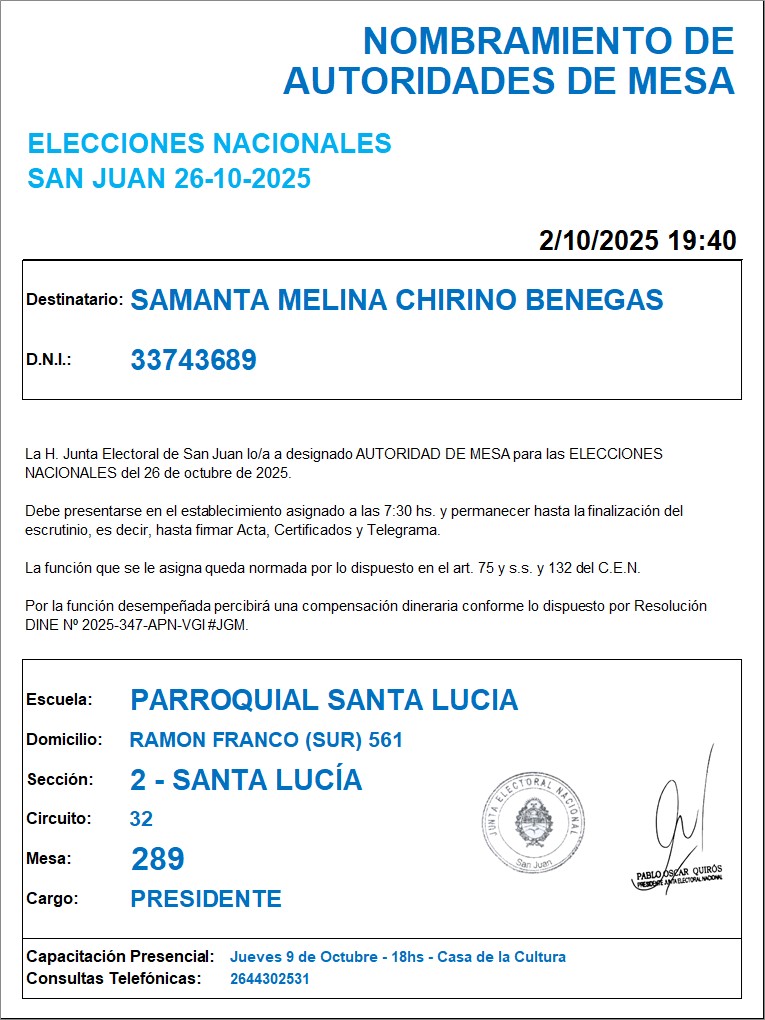 NOMBRAMIENTO DE
AUTORIDADES DE MESA
ELECCIONES NACIONALES
SAN JUAN 26-10-2025
2/10/2025 19:40
Destinatario: SAMANTA MELINA CHIRINO BENEGAS
D.N.I.: 33743689
La H. Junta Electoral de San Juan lo/a a designado AUTORIDAD DE MESA para las ELECCIONES
NACIONALES del 26 de octubre de 2025.
Debe presentarse en el establecimiento asignado a las 7:30 hs. y permanecer hasta la finalización del
escrutinio, es decir, hasta firmar Acta, Certificados y Telegrama.
La función que se le asigna queda normada por lo dispuesto en el art. 75 y s.s. y 132 del C.E.N.
Por la función desempeñada percibirá una compensación dineraria conforme lo dispuesto por Resolución
DINE Nº 2025-347-APN-VGI#JGM.
Escuela: PARROQUIAL SANTA LUCIA
Domicilio: RAMON FRANCO (SUR) 561
Sección: 2 - SANTA LUCÍA
Circuito: 32
Mesa: 289
Cargo: PRESIDENTE
JUNTA ELECTORAL NACIONAL
San Juan
PABLO OSCAR QUIRÓS
PRESIDENTE JUNTA ELECTORAL NACIONAL
Capacitación Presencial: Jueves 9 de Octubre - 18hs - Casa de la Cultura
Consultas Telefónicas: 2644302531